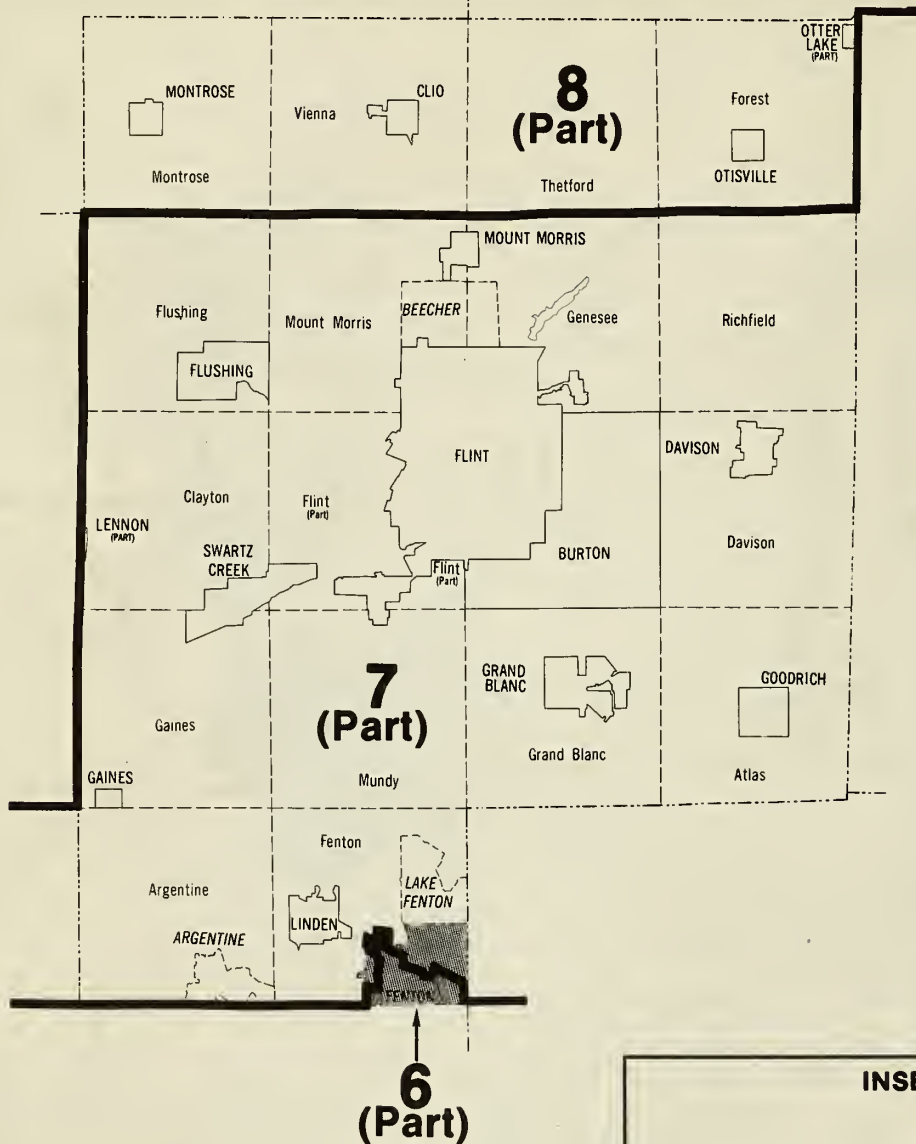 OTTER
LAKE
(PART)
MONTROSE
CLIO
Vienna
8
(Part)
Forest
Montrose
Thetford
OTISVILLE
MOUNT MORRIS
Flushing
Mount Morris
BEECHER
Genesee
Richfield
FLUSHING
FLINT
DAVISON
Clayton
Flint
(Part)
LENNON
(PART)
SWARTZ
CREEK
Flint
(Part)
BURTON
Davison
7
(Part)
GRAND
BLANC
GOODRICH
Gaines
Mundy
Grand Blanc
Atlas
GAINES
Fenton
Argentine
LAKE
FENTON
LINDEN
ARGENTINE
FENTON
6
(Part)
INSE